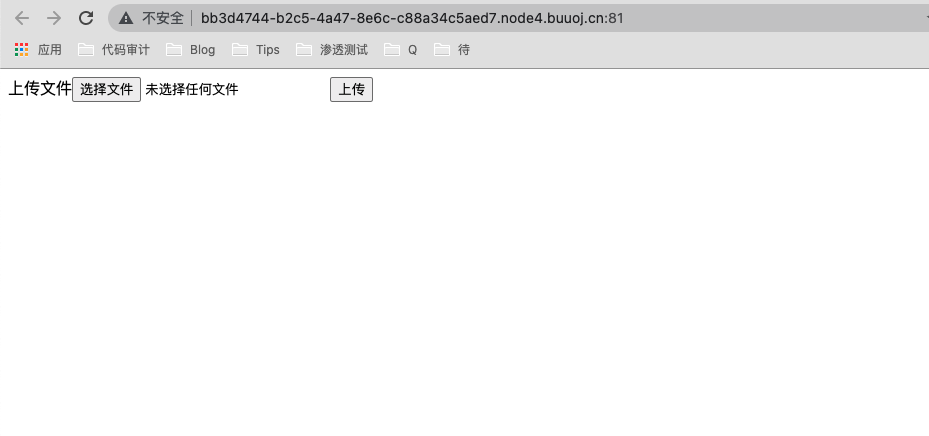 不安全 bb3d4744-b2c5-4a47-8e6c-c88a34c5aed7.node4.buuoj.cn:81
应用 代码审计 Blog Tips 渗透测试 Q 待
上传文件 选择文件 未选择任何文件 上传